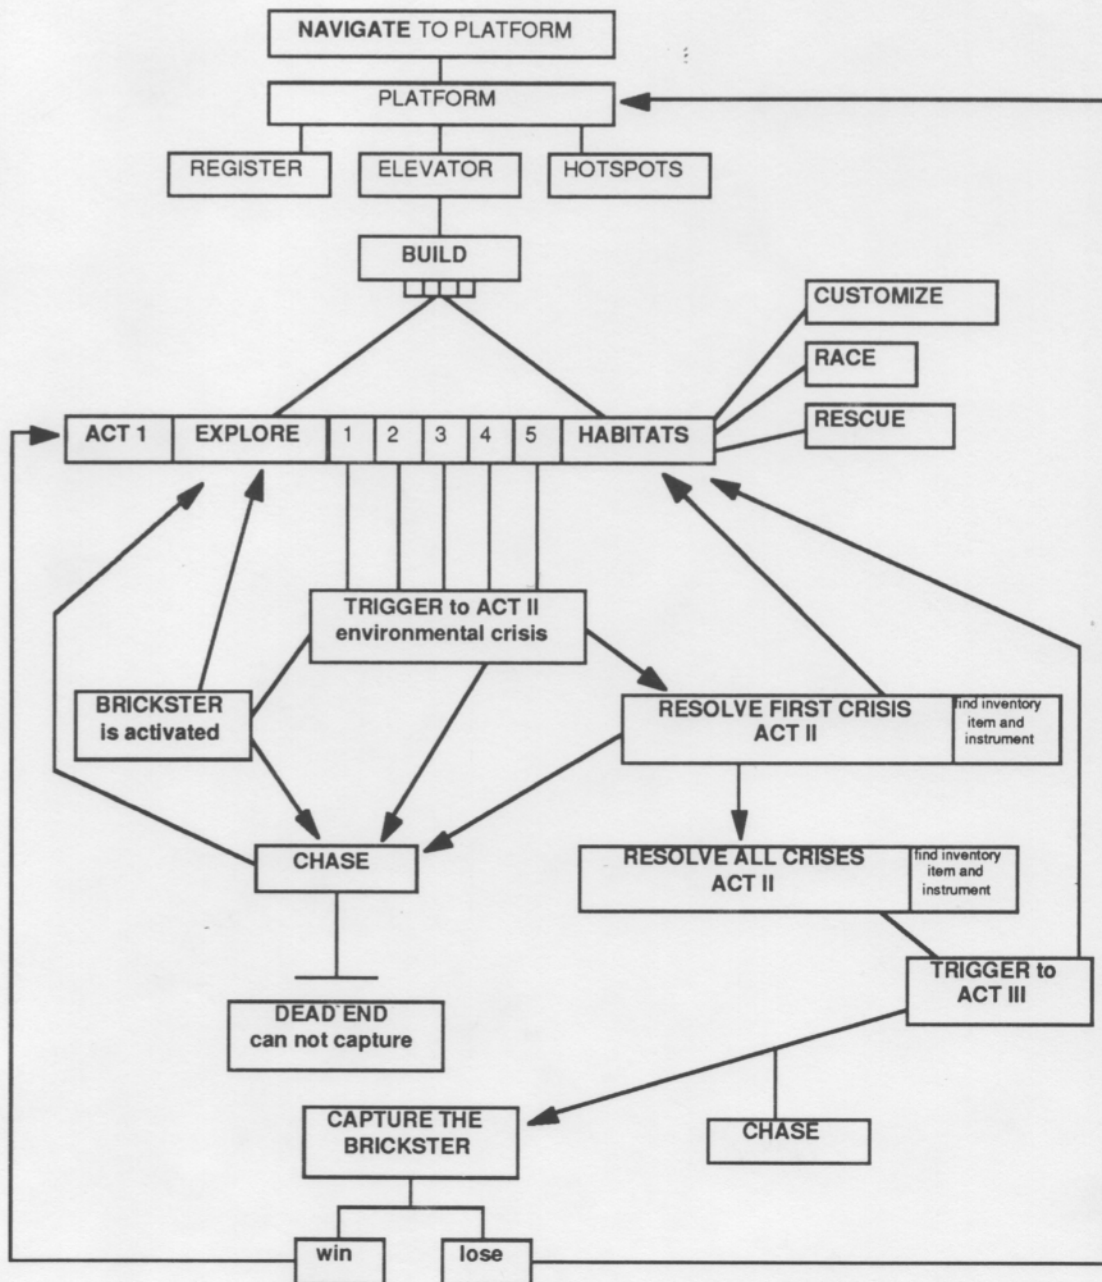 NAVIGATE TO PLATFORM
PLATFORM
REGISTER
ELEVATOR
HOTSPOTS
BUILD
CUSTOMIZE
RACE
RESCUE
ACT 1
EXPLORE
1
2
3
4
5
HABITATS
TRIGGER to ACT II
environmental crisis
BRICKSTER
is activated
RESOLVE FIRST CRISIS
ACT II
find inventory
item and
instrument
CHASE
RESOLVE ALL CRISES
ACT II
find inventory
item and
instrument
TRIGGER to
ACT III
DEAD END
can not capture
CAPTURE THE
BRICKSTER
CHASE
win
lose